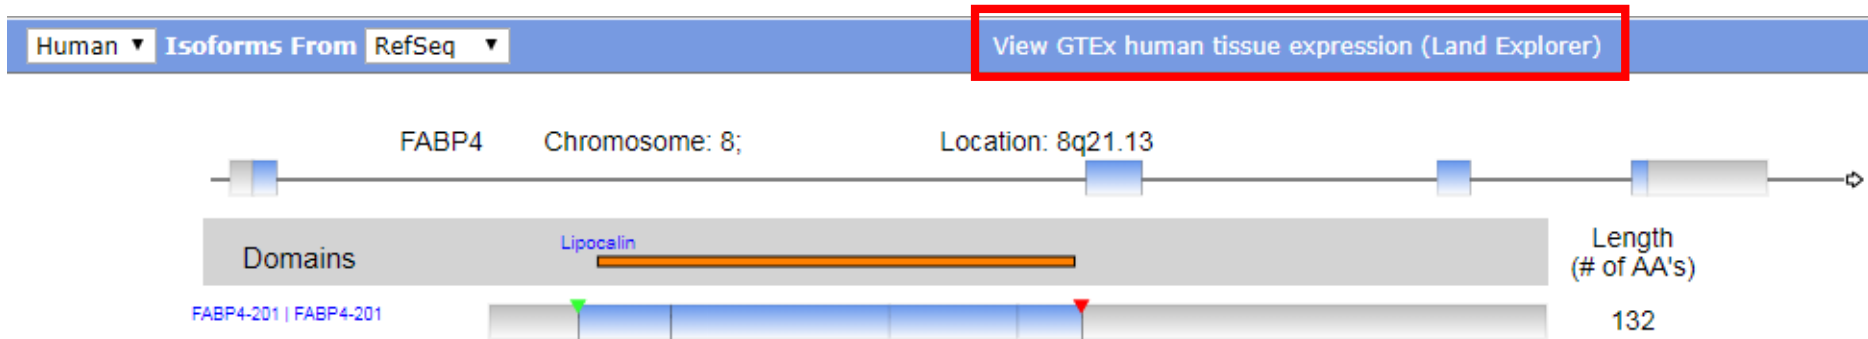 Human Isoforms From RefSeq View GTEx human tissue expression (Land Explorer)
FABP4 Chromosome: 8; Location: 8q21.13
Domains Lipocalin Length
(# of AA's)
FABP4-201 | FABP4-201 132